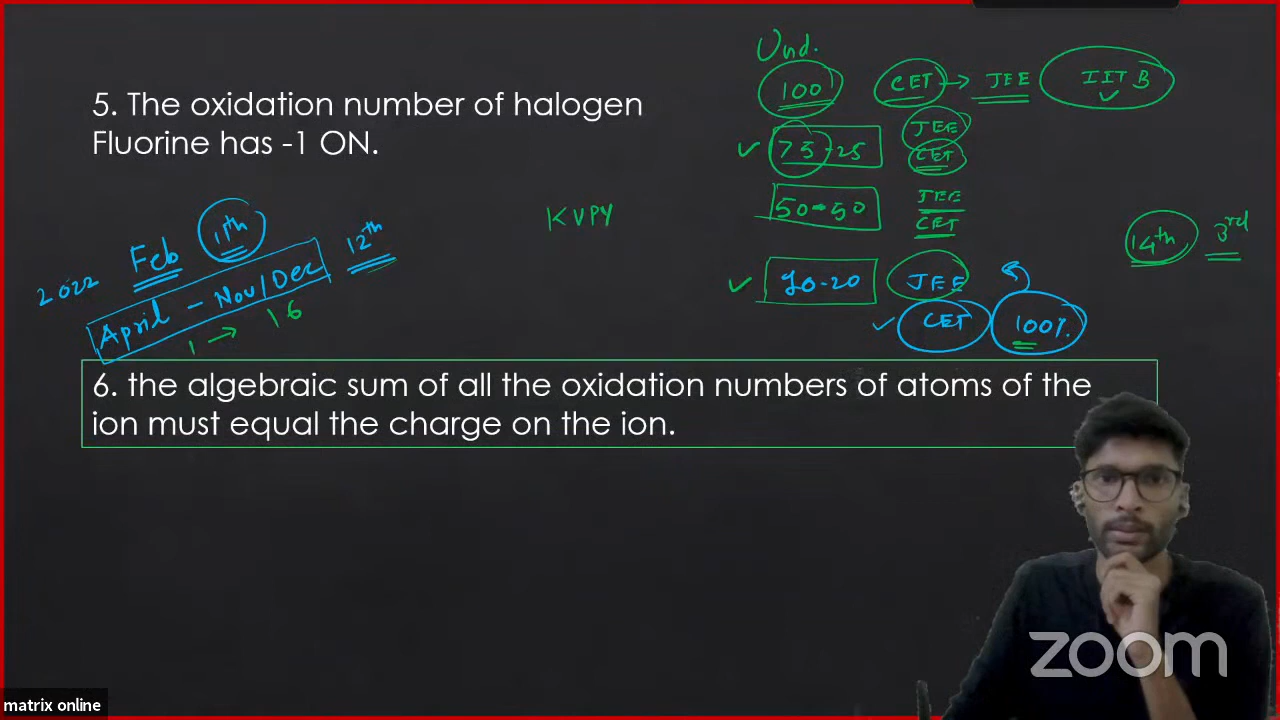 5. The oxidation number of halogen
Fluorine has -1 ON.
Und.
100 CET → JEE IIT B
75-25 JEE
CET
50-50 JEE
CET
90-20 JEE
CET 100%.
KVPY
14th 3rd
2022 Feb 11th 12th
April - Nov/Dec
1 → 16
6. the algebraic sum of all the oxidation numbers of atoms of the
ion must equal the charge on the ion.
zoom
matrix online